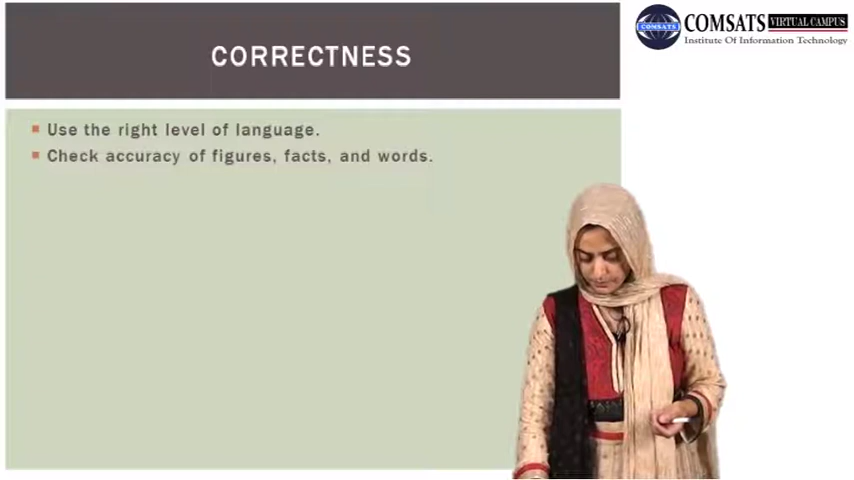 CORRECTNESS
COMSATS VIRTUAL CAMPUS
COMSATS
Institute Of Information Technology
Use the right level of language.
Check accuracy of figures, facts, and words.